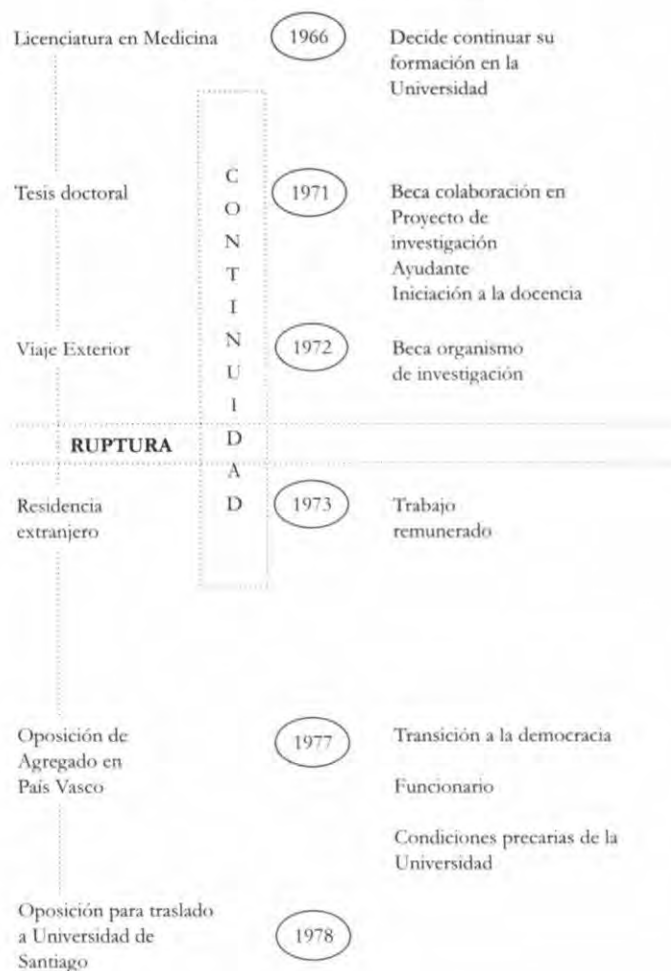 Licenciatura en Medicina
1966
Decide continuar su
formación en la
Universidad
CONTINUIDAD
Tesis doctoral
1971
Beca colaboración en
Proyecto de
investigación
Ayudante
Iniciación a la docencia
Viaje Exterior
1972
Beca organismo
de investigación
RUPTURA
Residencia
extranjero
1973
Trabajo
remunerado
Oposición de
Agregado en
País Vasco
1977
Transición a la democracia
Funcionario
Condiciones precarias de la
Universidad
Oposición para traslado
a Universidad de
Santiago
1978